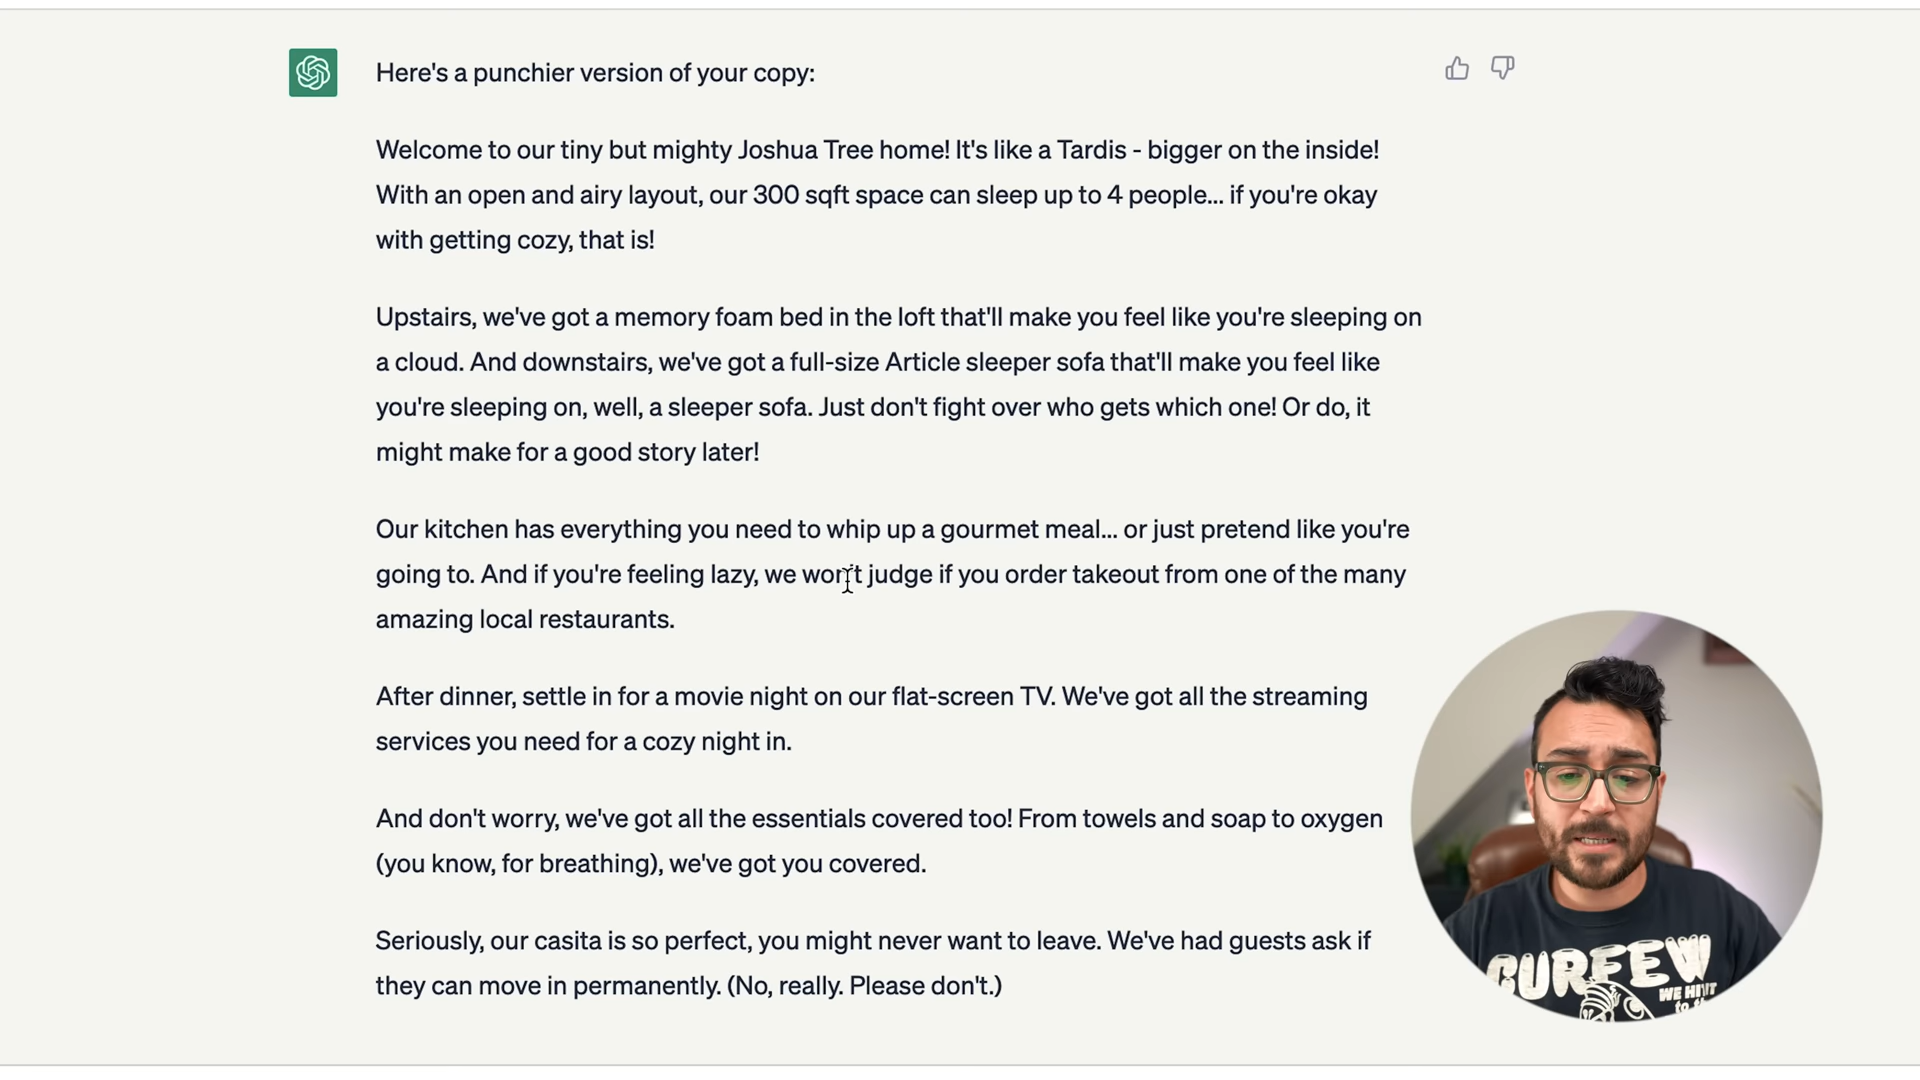 Here's a punchier version of your copy:
Welcome to our tiny but mighty Joshua Tree home! It's like a Tardis - bigger on the inside!
With an open and airy layout, our 300 sqft space can sleep up to 4 people... if you're okay
with getting cozy, that is!
Upstairs, we've got a memory foam bed in the loft that'll make you feel like you're sleeping on
a cloud. And downstairs, we've got a full-size Article sleeper sofa that'll make you feel like
you're sleeping on, well, a sleeper sofa. Just don't fight over who gets which one! Or do, it
might make for a good story later!
Our kitchen has everything you need to whip up a gourmet meal... or just pretend like you're
going to. And if you're feeling lazy, we won't judge if you order takeout from one of the many
amazing local restaurants.
After dinner, settle in for a movie night on our flat-screen TV. We've got all the streaming
services you need for a cozy night in.
And don't worry, we've got all the essentials covered too! From towels and soap to oxygen
(you know, for breathing), we've got you covered.
Seriously, our casita is so perfect, you might never want to leave. We've had guests ask if
they can move in permanently. (No, really. Please don't.)
CURFEW
WE